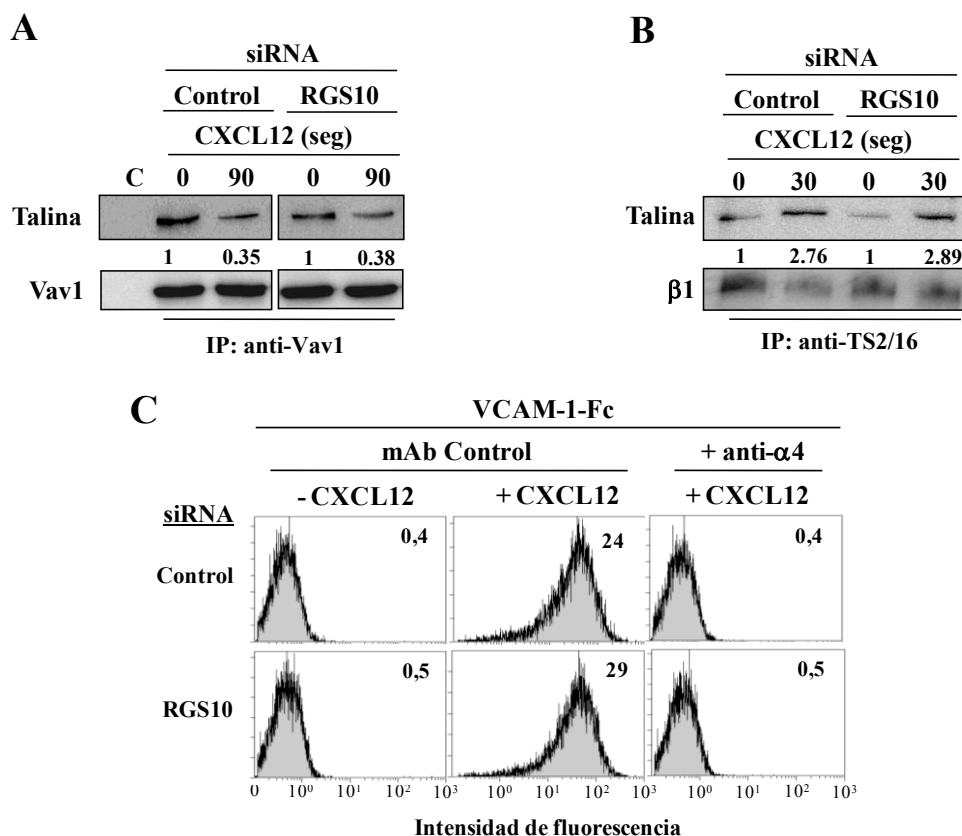 A
siRNA
Control RGS10
CXCL12 (seg)
C 0 90 0 90
Talina
1 0.35 1 0.38
Vav1
IP: anti-Vav1
B
siRNA
Control RGS10
CXCL12 (seg)
0 30 0 30
Talina
1 2.76 1 2.89
β1
IP: anti-TS2/16
C
VCAM-1-Fc
mAb Control + anti-α4
- CXCL12 + CXCL12 + CXCL12
siRNA
Control 0,4 24 0,4
RGS10 0,5 29 0,5
0 10⁰ 10¹ 10² 10³ 10⁰ 10¹ 10² 10³ 10⁰ 10¹ 10² 10³
Intensidad de fluorescencia